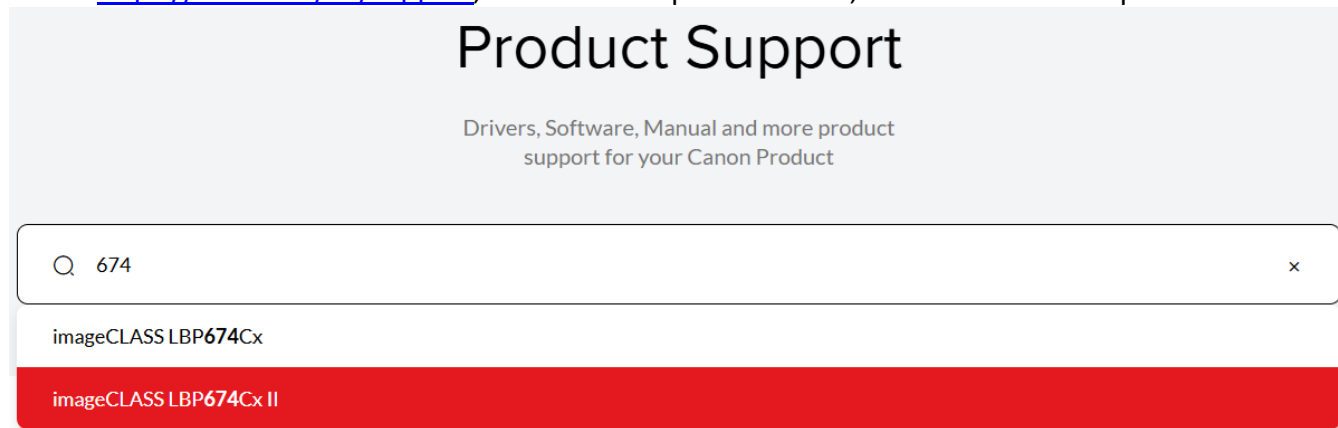 Product Support
Drivers, Software, Manual and more product
support for your Canon Product
674
×
imageCLASS LBP674Cx
imageCLASS LBP674Cx II